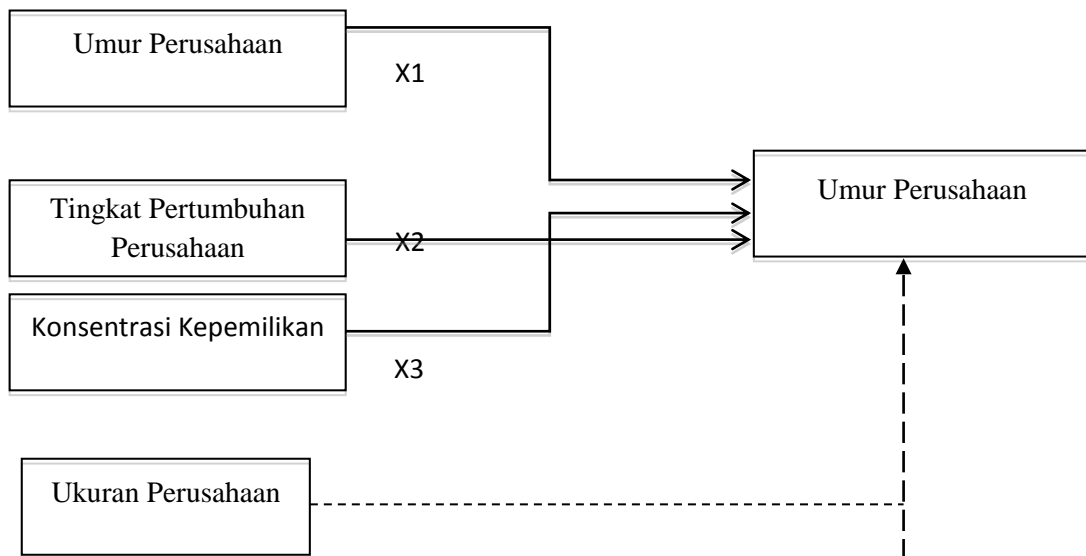 Umur Perusahaan
X1
Umur Perusahaan
Tingkat Pertumbuhan
Perusahaan
X2
Konsentrasi Kepemilikan
X3
Ukuran Perusahaan